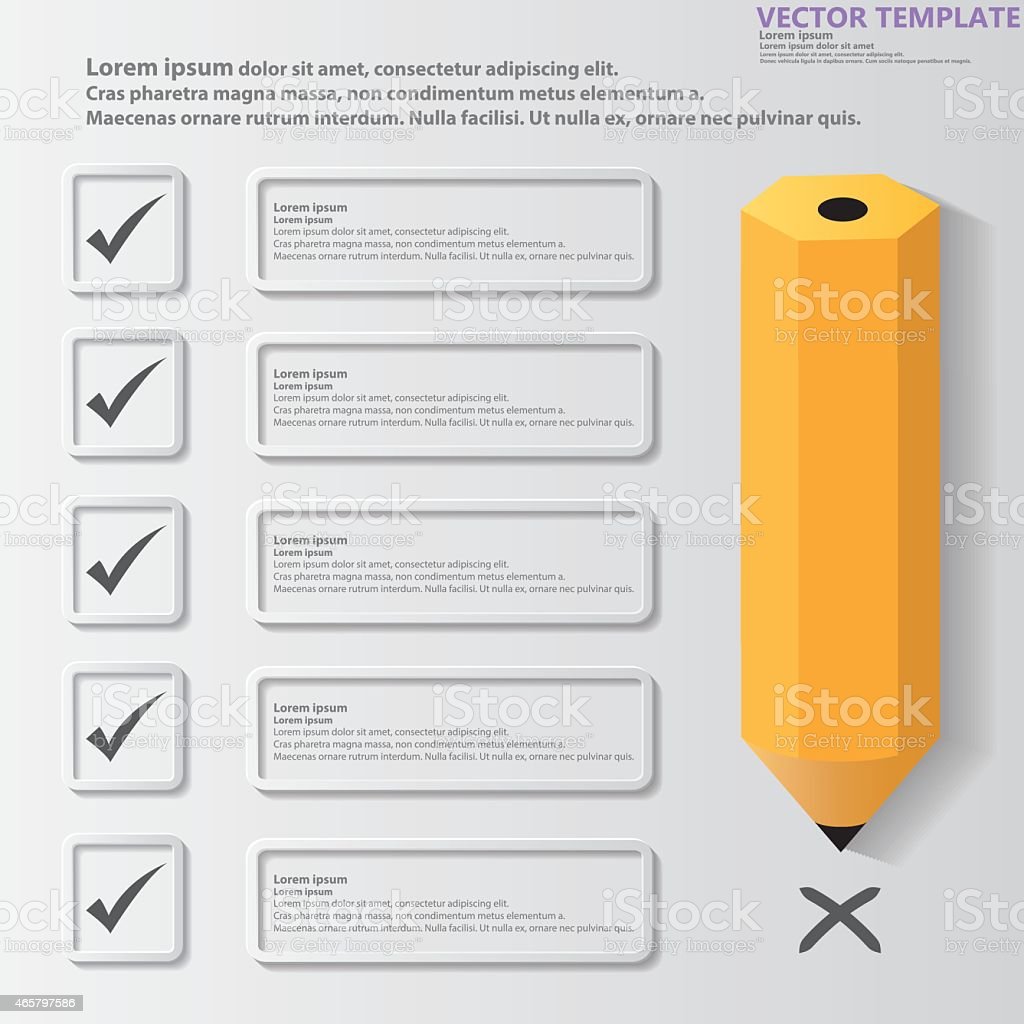 VECTOR TEMPLATE
Lorem ipsum
Lorem ipsum dolor sit amet
Lorem ipsum dolor sit amet, consectetur adipiscing elit.
Donec vehicula ligula in dapibus ornare. Cum sociis natoque penatibus et magnis.
Lorem ipsum dolor sit amet, consectetur adipiscing elit.
Cras pharetra magna massa, non condimentum metus elementum a.
Maecenas ornare rutrum interdum. Nulla facilisi. Ut nulla ex, ornare nec pulvinar quis.
Lorem ipsum
Lorem ipsum
Lorem ipsum dolor sit amet, consectetur adipiscing elit.
Cras pharetra magna massa, non condimentum metus elementum a.
Maecenas ornare rutrum interdum. Nulla facilisi. Ut nulla ex, ornare nec pulvinar quis.
Lorem ipsum
Lorem ipsum
Lorem ipsum dolor sit amet, consectetur adipiscing elit.
Cras pharetra magna massa, non condimentum metus elementum a.
Maecenas ornare rutrum interdum. Nulla facilisi. Ut nulla ex, ornare nec pulvinar quis.
Lorem ipsum
Lorem ipsum
Lorem ipsum dolor sit amet, consectetur adipiscing elit.
Cras pharetra magna massa, non condimentum metus elementum a.
Maecenas ornare rutrum interdum. Nulla facilisi. Ut nulla ex, ornare nec pulvinar quis.
Lorem ipsum
Lorem ipsum
Lorem ipsum dolor sit amet, consectetur adipiscing elit.
Cras pharetra magna massa, non condimentum metus elementum a.
Maecenas ornare rutrum interdum. Nulla facilisi. Ut nulla ex, ornare nec pulvinar quis.
Lorem ipsum
Lorem ipsum
Lorem ipsum dolor sit amet, consectetur adipiscing elit.
Cras pharetra magna massa, non condimentum metus elementum a.
Maecenas ornare rutrum interdum. Nulla facilisi. Ut nulla ex, ornare nec pulvinar quis.
iStock
by Getty Images™
465797586